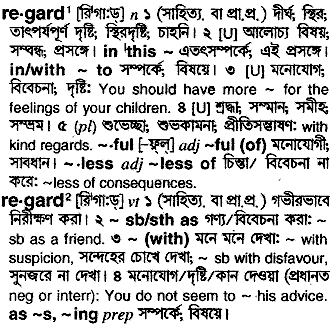 re·gard¹ [রি'গা:ড্] n ১ (সাহিত্য. বা প্রা.প্র.) দীর্ঘ, স্থির,
তাৎপর্যপূর্ণ দৃষ্টি; স্থিরদৃষ্টি, চাহনি। ২ [U] আলোচ্য বিষয়;
সম্বন্ধ; প্রসঙ্গে। in 'this ~ এতৎসম্পর্কে, এই প্রসঙ্গে।
in/with ~ to সম্পর্কে, বিষয়ে। ৩ [U] মনোযোগ;
বিবেচনা; দৃষ্টি: You should have more ~ for the
feelings of your children. ৪ [U] শ্রদ্ধা; সম্মান; সমীহ;
সম্ভ্রম। ৫ (pl) শুভেচ্ছা; শুভকামনা; প্রীতিসম্ভাষণ: with
kind regards. ~·ful [-ফ্‌ল্] adj ~ful (of) মনোযোগী;
সাবধান। ~·less adj ~less of চিন্তা/ বিবেচনা না
করে: ~less of consequences.
re·gard² [রি'গা:ড্] vt ১ (সাহিত্য. বা প্রা.প্র.) গভীরভাবে
নিরীক্ষণ করা। ২ ~ sb/sth as গণ্য/বিবেচনা করা: ~
sb as a friend. ৩ ~ (with) মনে মনে দেখা: ~ with
suspicion, সন্দেহের চোখে দেখা; ~ sb with disfavour,
সুনজরে না দেখা। ৪ মনোযোগ/দৃষ্টি/কান দেওয়া (প্রধানত
neg or interr): You do not seem to ~ his advice.
as ~s, ~ing prep সম্পর্কে, বিষয়ে।